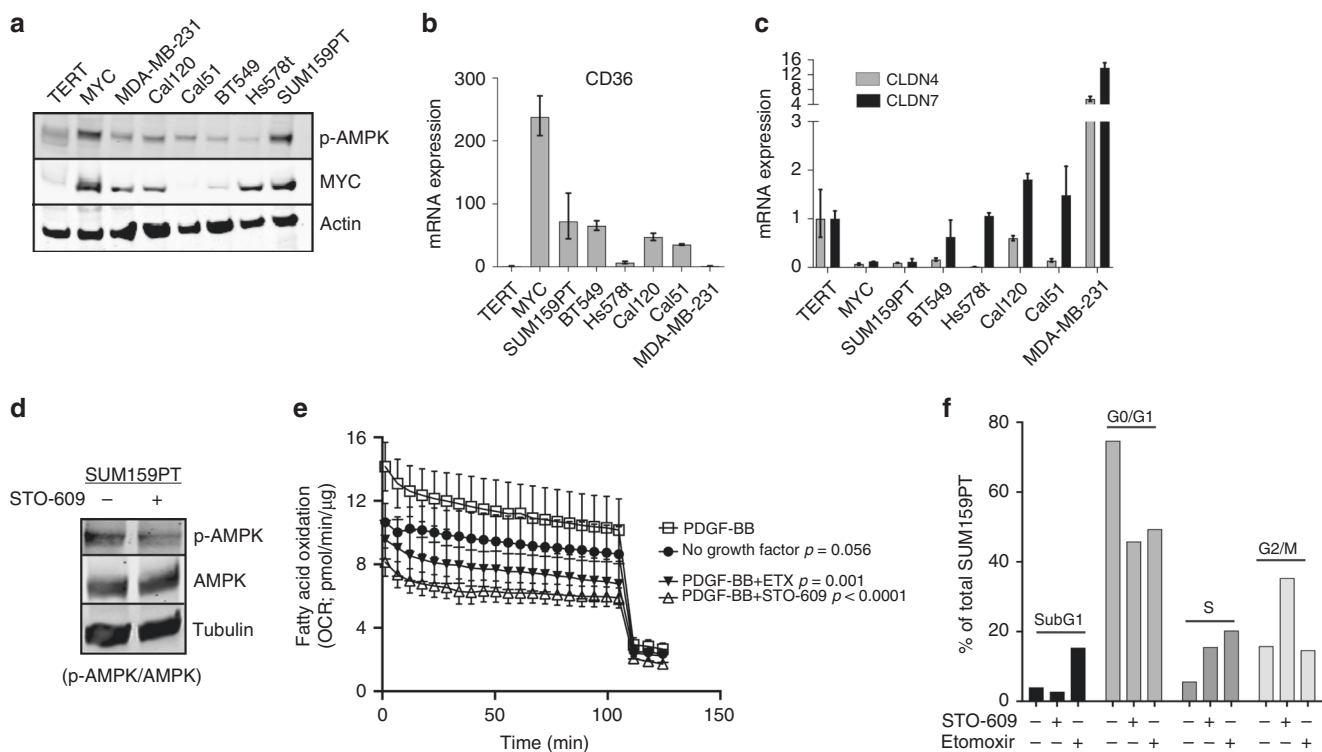 a
TERT
MYC
MDA-MB-231
Cal120
Cal51
BT549
Hs578t
SUM159PT
p-AMPK
MYC
Actin
b
CD36
mRNA expression
300
200
100
0
TERT
MYC
SUM159PT
BT549
Hs578t
Cal120
Cal51
MDA-MB-231
c
CLDN4
CLDN7
mRNA expression
16
12
8
4
3
2
1
0
TERT
MYC
SUM159PT
BT549
Hs578t
Cal120
Cal51
MDA-MB-231
d
SUM159PT
STO-609 – +
p-AMPK
AMPK
Tubulin
(p-AMPK/AMPK)
e
Fatty acid oxidation
(OCR; pmol/min/µg)
16
12
8
4
0
0 50 100 150
Time (min)
PDGF-BB
No growth factor p = 0.056
PDGF-BB+ETX p = 0.001
PDGF-BB+STO-609 p < 0.0001
f
% of total SUM159PT
80
60
40
20
0
SubG1
G0/G1
S
G2/M
STO-609 – + – – + – – + – – + –
Etomoxir – – + – – + – – + – – +